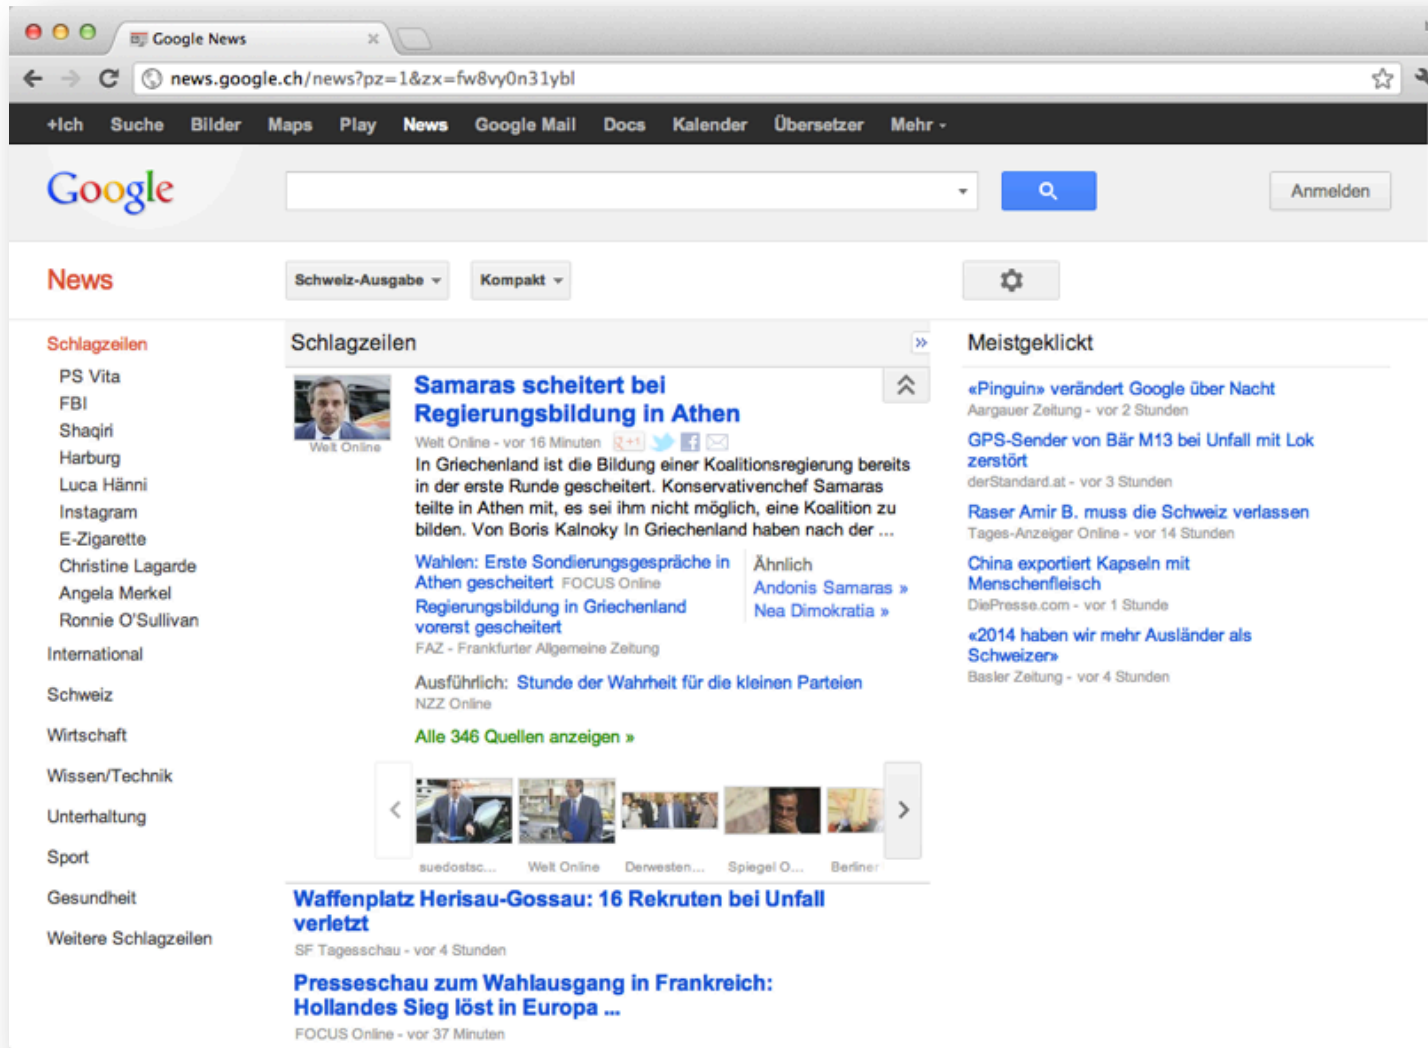 Google News
news.google.ch/news?pz=1&zx=fw8vy0n31ybl
+Ich Suche Bilder Maps Play News Google Mail Docs Kalender Übersetzer Mehr
Google
Anmelden
News
Schweiz-Ausgabe
Kompakt
Schlagzeilen
PS Vita
FBI
Shaqiri
Harburg
Luca Hänni
Instagram
E-Zigarette
Christine Lagarde
Angela Merkel
Ronnie O'Sullivan
International
Schweiz
Wirtschaft
Wissen/Technik
Unterhaltung
Sport
Gesundheit
Weitere Schlagzeilen
Schlagzeilen
»
Welt Online
Samaras scheitert bei
Regierungsbildung in Athen
Welt Online - vor 16 Minuten
+1
In Griechenland ist die Bildung einer Koalitionsregierung bereits
in der erste Runde gescheitert. Konservativenchef Samaras
teilte in Athen mit, es sei ihm nicht möglich, eine Koalition zu
bilden. Von Boris Kalnoky In Griechenland haben nach der ...
Wahlen: Erste Sondierungsgespräche in
Athen gescheitert FOCUS Online
Regierungsbildung in Griechenland
vorerst gescheitert
FAZ - Frankfurter Allgemeine Zeitung
Ähnlich
Andonis Samaras »
Nea Dimokratia »
Ausführlich: Stunde der Wahrheit für die kleinen Parteien
NZZ Online
Alle 346 Quellen anzeigen »
suedostsc... Welt Online Derwesten... Spiegel O... Berliner
Waffenplatz Herisau-Gossau: 16 Rekruten bei Unfall
verletzt
SF Tagesschau - vor 4 Stunden
Presseschau zum Wahlausgang in Frankreich:
Hollandes Sieg löst in Europa ...
FOCUS Online - vor 37 Minuten
Meistgeklickt
«Pinguin» verändert Google über Nacht
Aargauer Zeitung - vor 2 Stunden
GPS-Sender von Bär M13 bei Unfall mit Lok
zerstört
derStandard.at - vor 3 Stunden
Raser Amir B. muss die Schweiz verlassen
Tages-Anzeiger Online - vor 14 Stunden
China exportiert Kapseln mit
Menschenfleisch
DiePresse.com - vor 1 Stunde
«2014 haben wir mehr Ausländer als
Schweizer»
Basler Zeitung - vor 4 Stunden